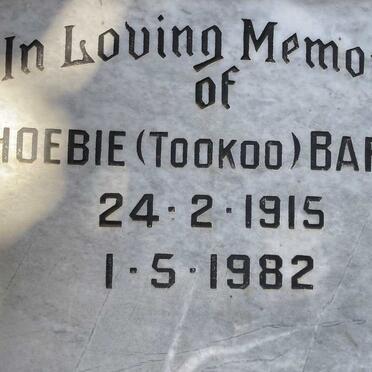 In Loving Memo
of
HOEBIE (TOOKOO) BA
24·2·1915
1·5·1982